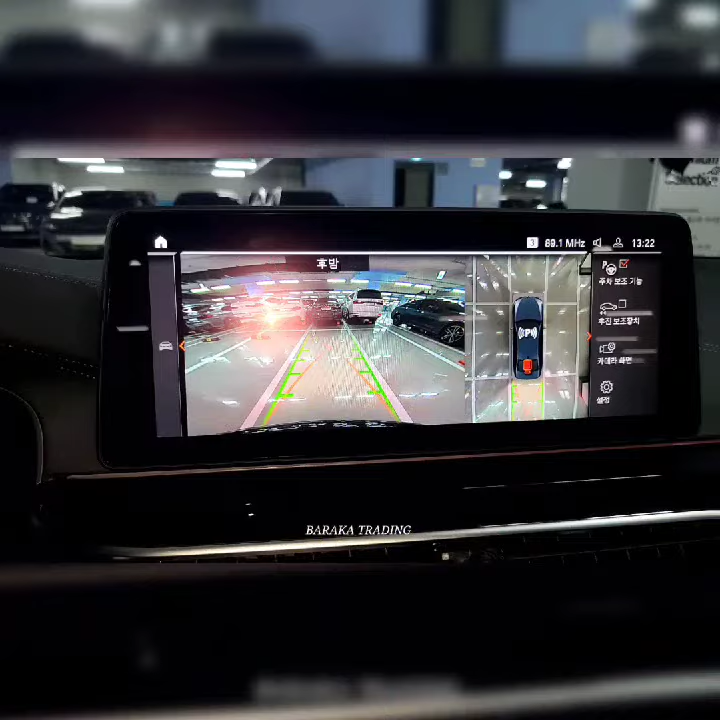 89.1 MHz
13:22
후방
(((P)))
주차 보조 기능
후진 보조장치
카메라 화면
설정
BARAKA TRADING